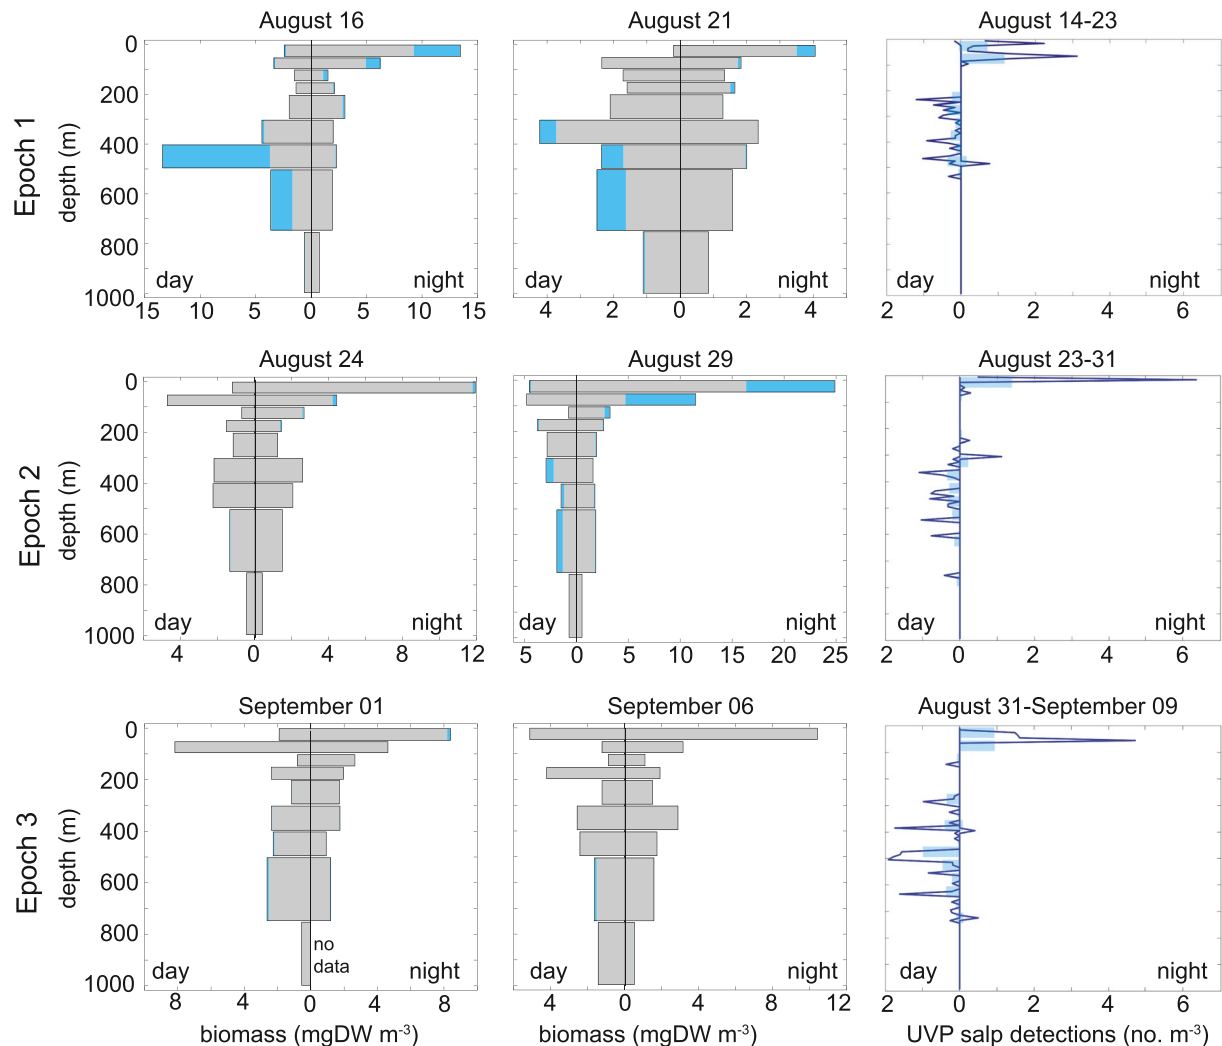 August 16
August 21
August 14-23
Epoch 1
depth (m)
0
200
400
600
800
1000
day
night
15 10 5 0 5 10 15
day
night
4 2 0 2 4
day
night
2 0 2 4 6
August 24
August 29
August 23-31
Epoch 2
depth (m)
0
200
400
600
800
1000
day
night
4 0 4 8 12
day
night
5 0 5 10 15 20 25
day
night
2 0 2 4 6
September 01
September 06
August 31-September 09
Epoch 3
depth (m)
0
200
400
600
800
1000
no
data
day
night
8 4 0 4 8
day
night
4 0 4 8 12
day
night
2 0 2 4 6
biomass (mgDW m-3)
biomass (mgDW m-3)
UVP salp detections (no. m-3)